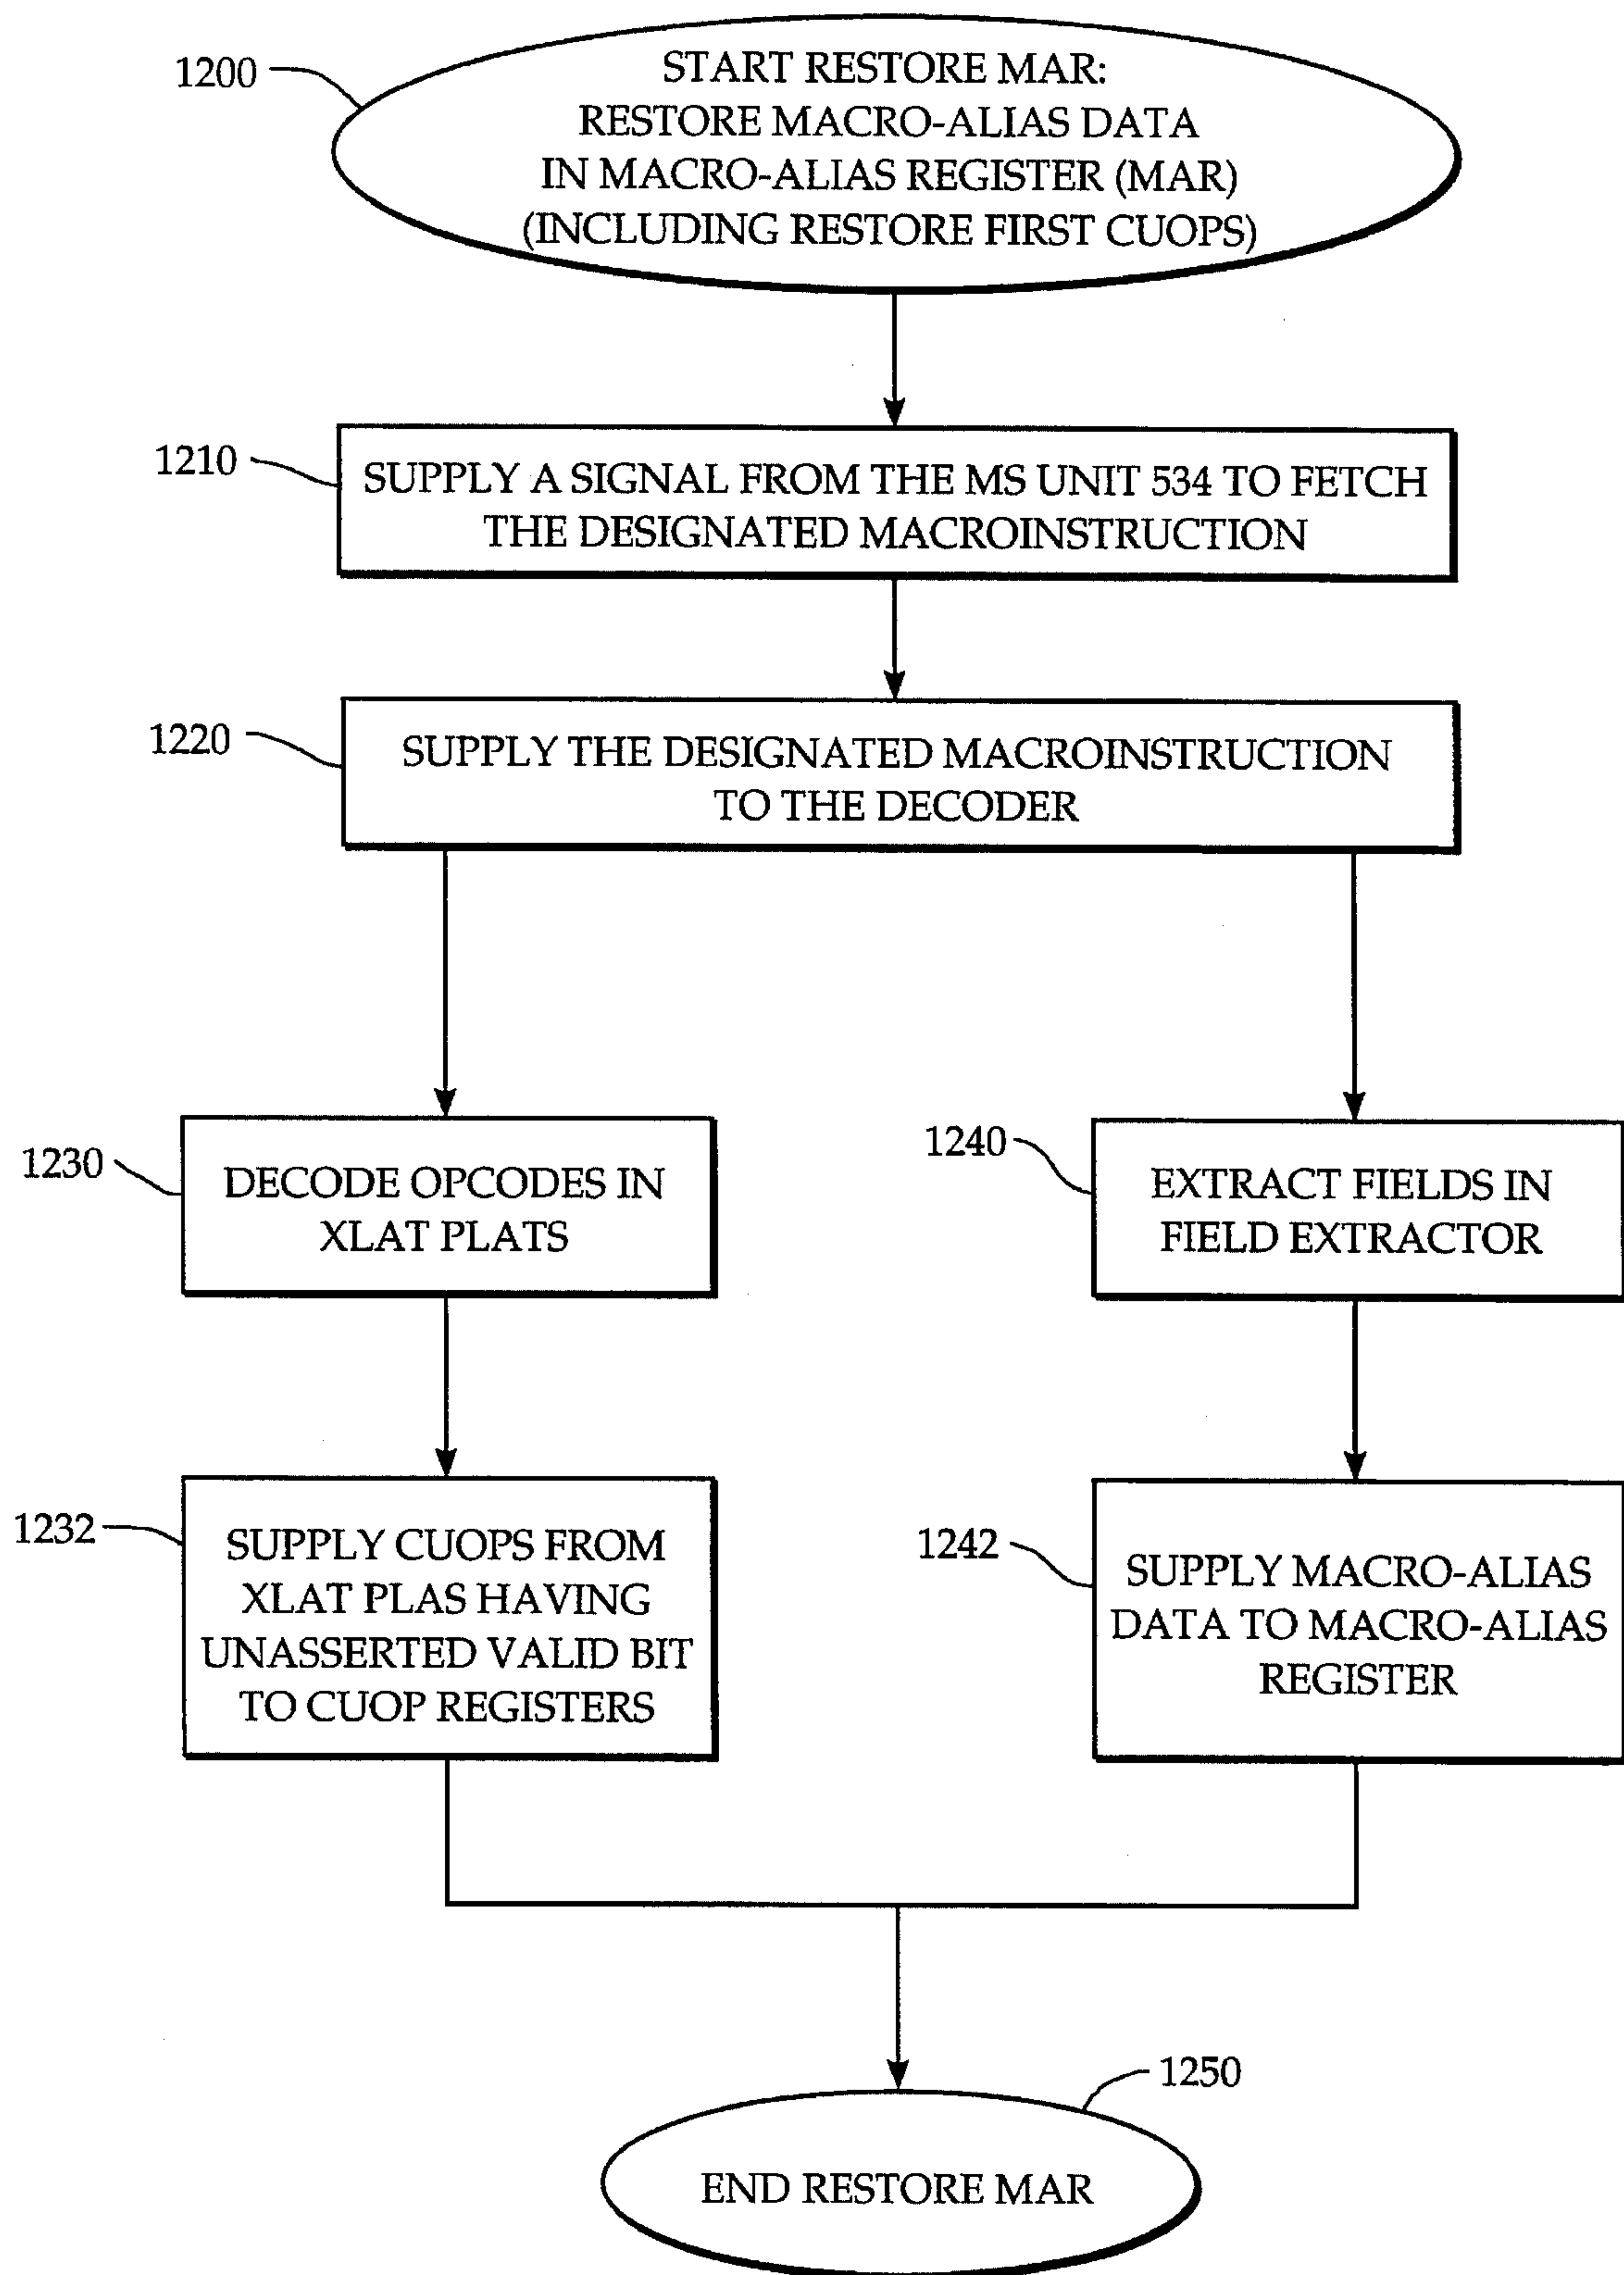 1200
START RESTORE MAR:
RESTORE MACRO-ALIAS DATA
IN MACRO-ALIAS REGISTER (MAR)
(INCLUDING RESTORE FIRST CUOPS)
1210
SUPPLY A SIGNAL FROM THE MS UNIT 534 TO FETCH
THE DESIGNATED MACROINSTRUCTION
1220
SUPPLY THE DESIGNATED MACROINSTRUCTION
TO THE DECODER
1230
DECODE OPCODES IN
XLAT PLATS
1240
EXTRACT FIELDS IN
FIELD EXTRACTOR
1232
SUPPLY CUOPS FROM
XLAT PLAS HAVING
UNASSERTED VALID BIT
TO CUOP REGISTERS
1242
SUPPLY MACRO-ALIAS
DATA TO MACRO-ALIAS
REGISTER
1250
END RESTORE MAR